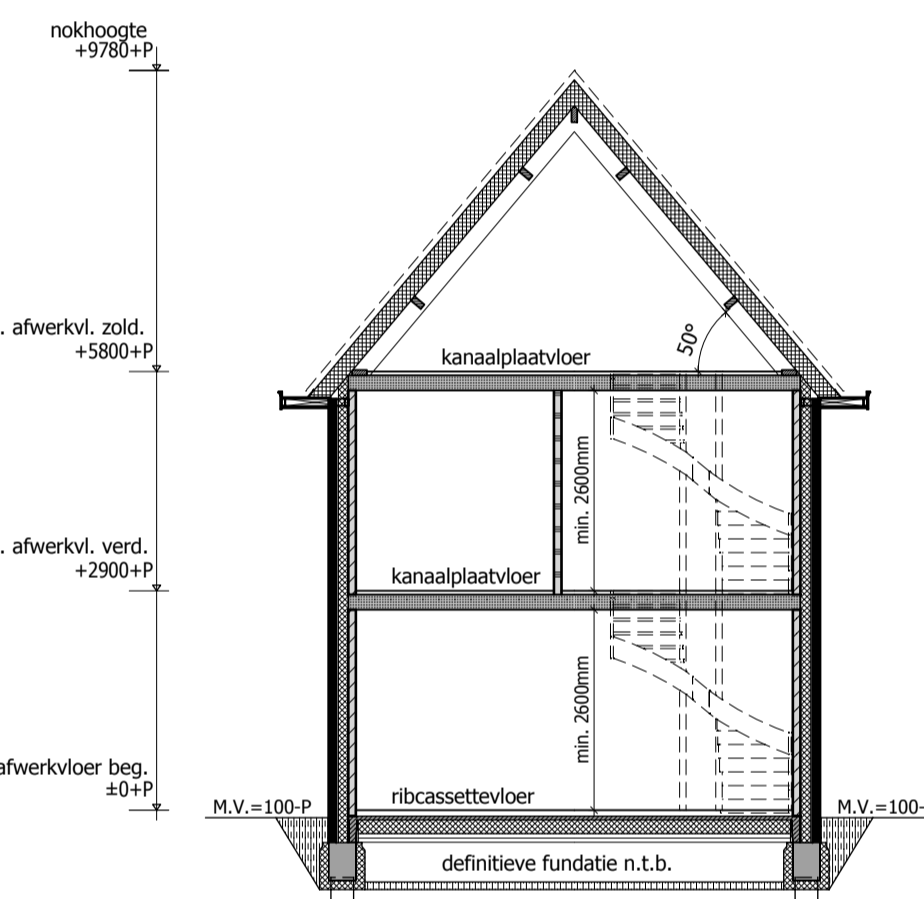 nokhoogte
+9780+P
. afwerkvl. zold.
+5800+P
kanaalplaatvloer
50°
min. 2600mm
. afwerkvl. verd.
+2900+P
kanaalplaatvloer
min. 2600mm
afwerkvloer beg.
±0+P
ribcassettevloer
M.V.=100-P
M.V.=100-
definitieve fundatie n.t.b.